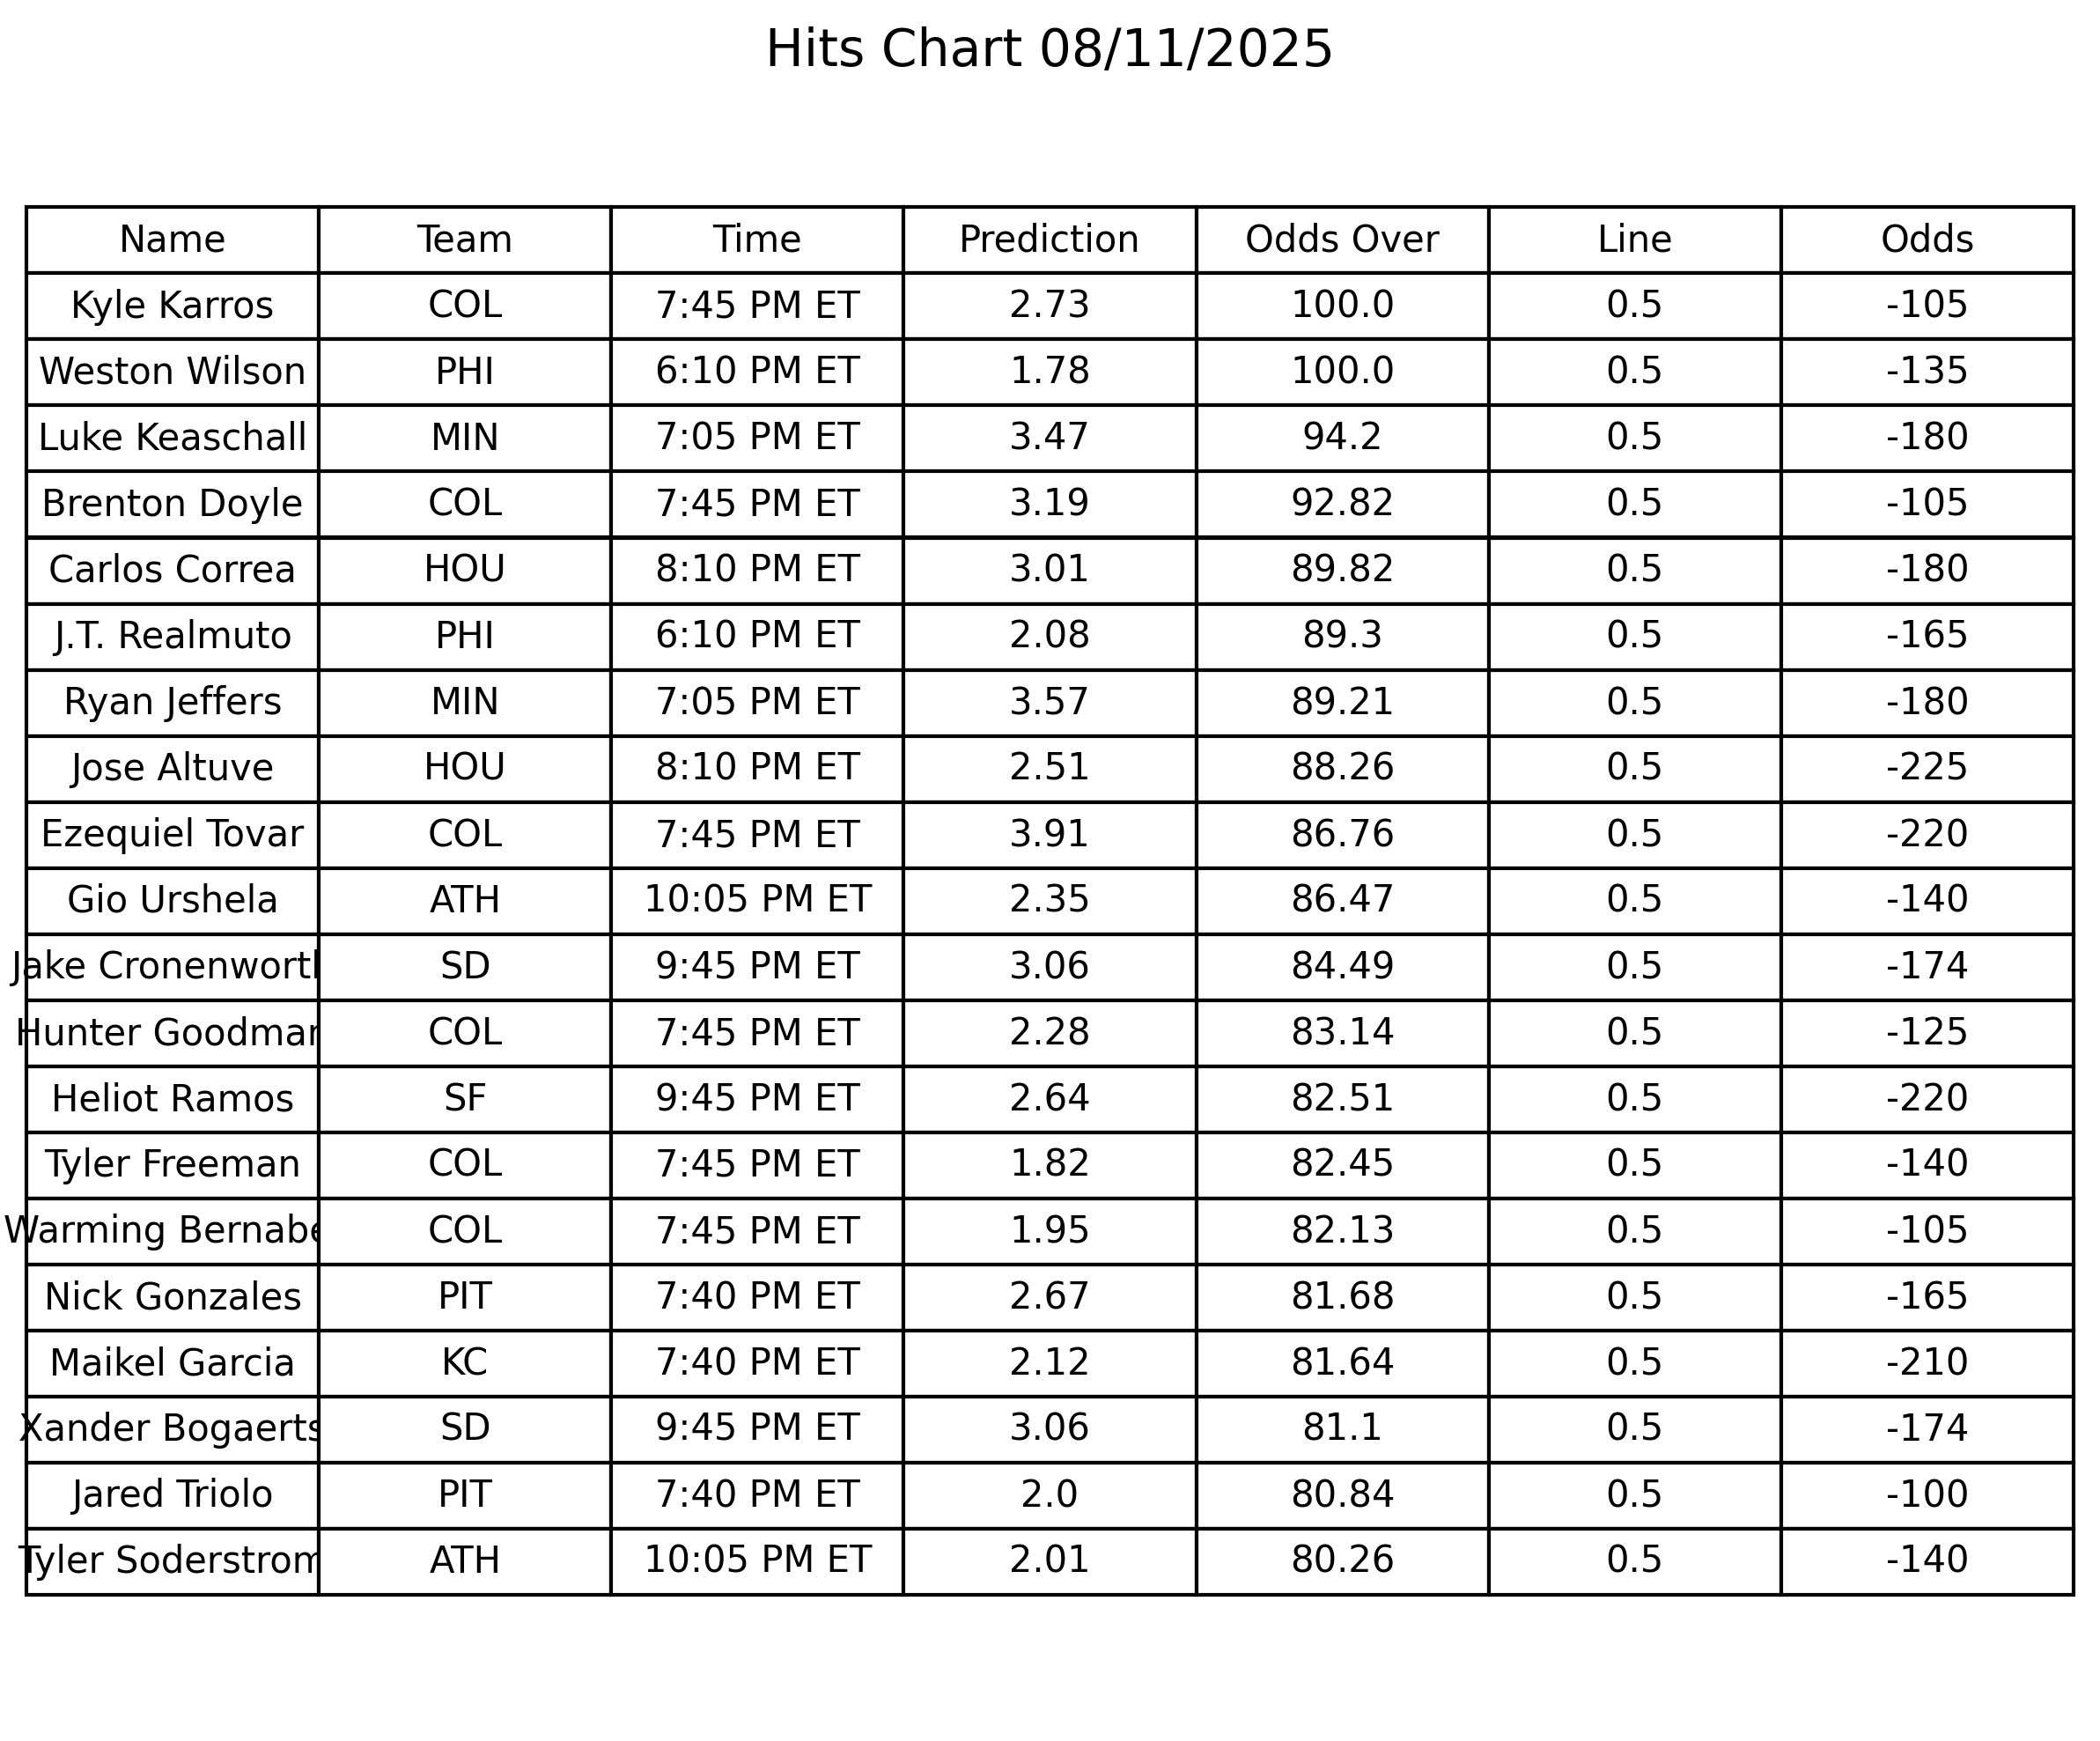 Hits Chart 08/11/2025
Name Team Time Prediction Odds Over Line Odds
Kyle Karros COL 7:45 PM ET 2.73 100.0 0.5 -105
Weston Wilson PHI 6:10 PM ET 1.78 100.0 0.5 -135
Luke Keaschall MIN 7:05 PM ET 3.47 94.2 0.5 -180
Brenton Doyle COL 7:45 PM ET 3.19 92.82 0.5 -105
Carlos Correa HOU 8:10 PM ET 3.01 89.82 0.5 -180
J.T. Realmuto PHI 6:10 PM ET 2.08 89.3 0.5 -165
Ryan Jeffers MIN 7:05 PM ET 3.57 89.21 0.5 -180
Jose Altuve HOU 8:10 PM ET 2.51 88.26 0.5 -225
Ezequiel Tovar COL 7:45 PM ET 3.91 86.76 0.5 -220
Gio Urshela ATH 10:05 PM ET 2.35 86.47 0.5 -140
Jake Cronenworth SD 9:45 PM ET 3.06 84.49 0.5 -174
Hunter Goodman COL 7:45 PM ET 2.28 83.14 0.5 -125
Heliot Ramos SF 9:45 PM ET 2.64 82.51 0.5 -220
Tyler Freeman COL 7:45 PM ET 1.82 82.45 0.5 -140
Warming Bernabe COL 7:45 PM ET 1.95 82.13 0.5 -105
Nick Gonzales PIT 7:40 PM ET 2.67 81.68 0.5 -165
Maikel Garcia KC 7:40 PM ET 2.12 81.64 0.5 -210
Xander Bogaerts SD 9:45 PM ET 3.06 81.1 0.5 -174
Jared Triolo PIT 7:40 PM ET 2.0 80.84 0.5 -100
Tyler Soderstrom ATH 10:05 PM ET 2.01 80.26 0.5 -140